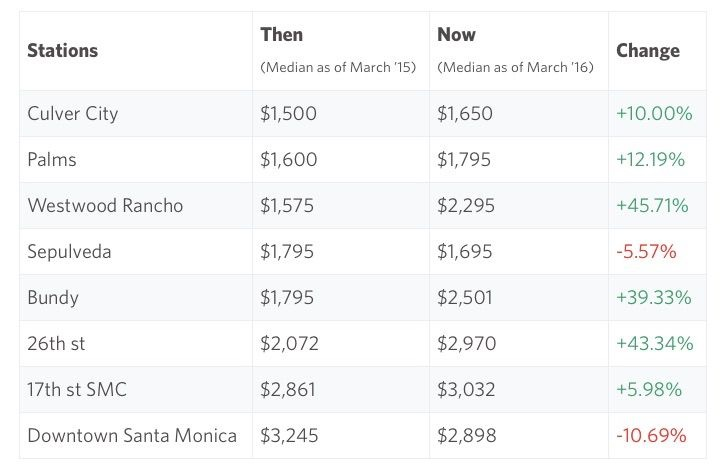 Stations Then Now Change
(Median as of March '15) (Median as of March '16)
Culver City $1,500 $1,650 +10.00%
Palms $1,600 $1,795 +12.19%
Westwood Rancho $1,575 $2,295 +45.71%
Sepulveda $1,795 $1,695 -5.57%
Bundy $1,795 $2,501 +39.33%
26th st $2,072 $2,970 +43.34%
17th st SMC $2,861 $3,032 +5.98%
Downtown Santa Monica $3,245 $2,898 -10.69%